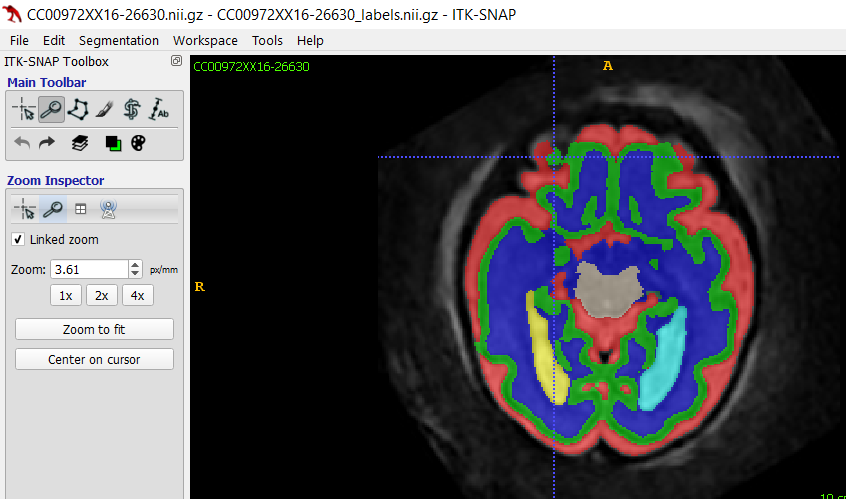 CC00972XX16-26630.nii.gz - CC00972XX16-26630_labels.nii.gz - ITK-SNAP
File Edit Segmentation Workspace Tools Help
ITK-SNAP Toolbox
Main Toolbar
Ab
Zoom Inspector
Linked zoom
Zoom: 3.61 px/mm
1x 2x 4x
Zoom to fit
Center on cursor
CC00972XX16-26630
A
R